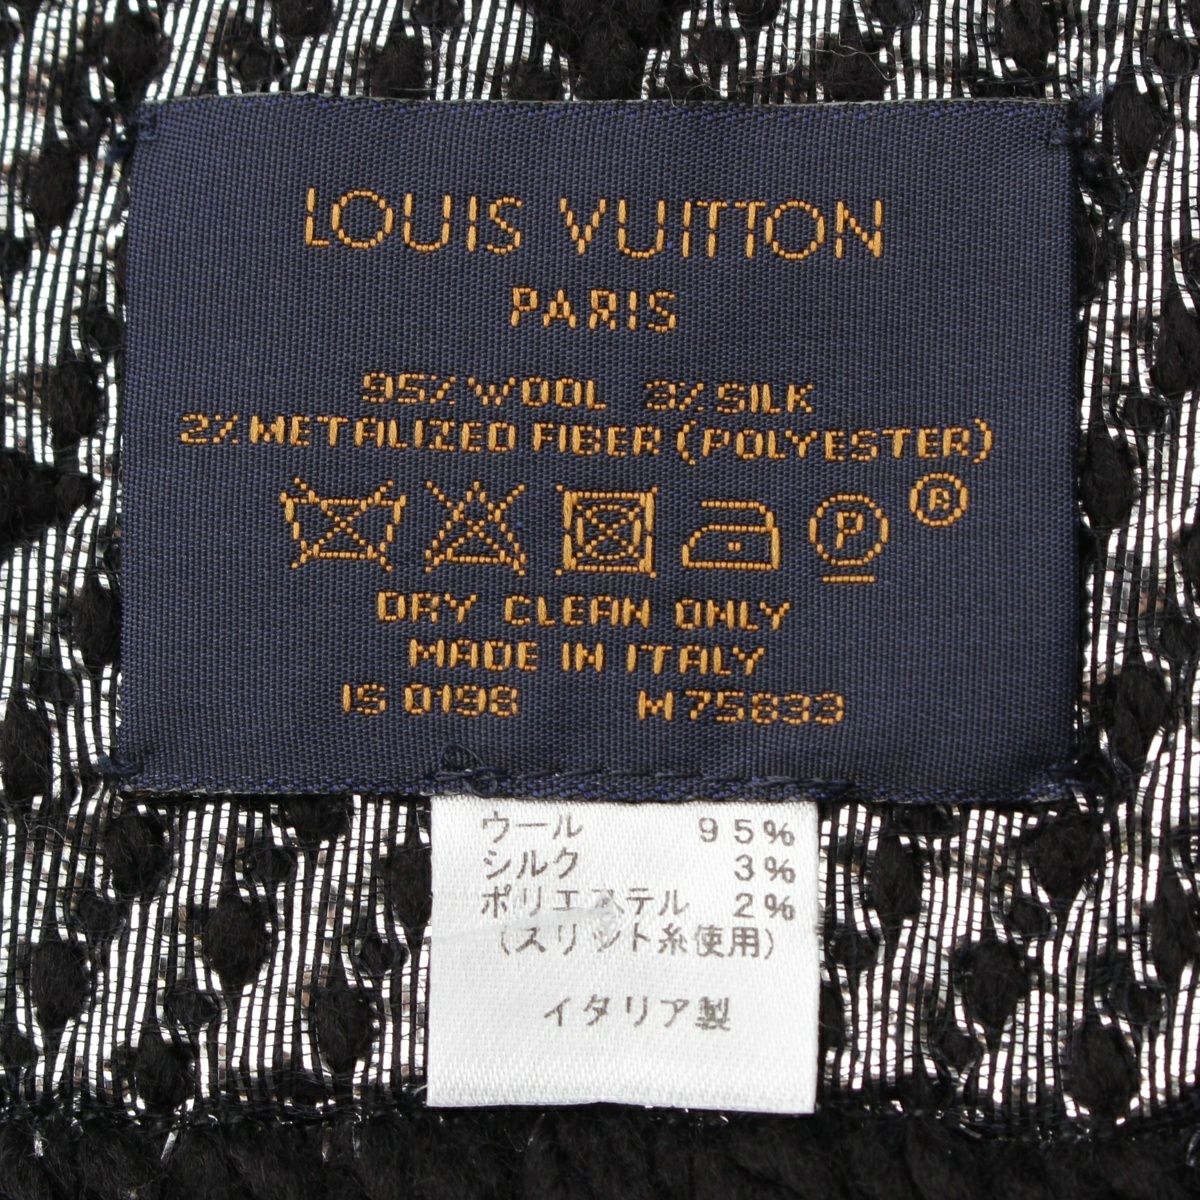 LOUIS VUITTON
PARIS
95% WOOL 3% SILK
2% METALIZED FIBER (POLYESTER)
P ®
DRY CLEAN ONLY
MADE IN ITALY
IS 0198 M75833
ウール 95%
シルク 3%
ポリエステル 2%
(スリット糸使用)
イタリア製